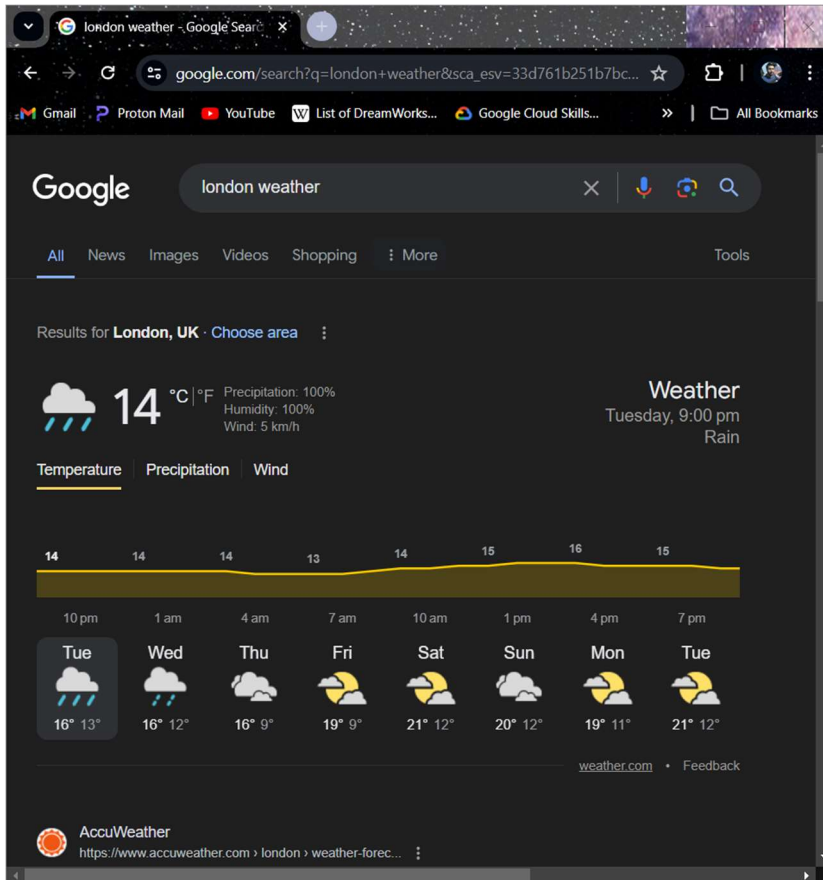 london weather - Google Searc
google.com/search?q=london+weather&sca_esv=33d761b251b7bc...
Gmail Proton Mail YouTube W List of DreamWorks... Google Cloud Skills... » All Bookmarks
Google london weather
All News Images Videos Shopping More Tools
Results for London, UK · Choose area
14 °C | °F
Precipitation: 100%
Humidity: 100%
Wind: 5 km/h
Weather
Tuesday, 9:00 pm
Rain
Temperature Precipitation Wind
14 14 14 13 14 15 16 15
10 pm 1 am 4 am 7 am 10 am 1 pm 4 pm 7 pm
Tue Wed Thu Fri Sat Sun Mon Tue
16° 13° 16° 12° 16° 9° 19° 9° 21° 12° 20° 12° 19° 11° 21° 12°
weather.com • Feedback
AccuWeather
https://www.accuweather.com › london › weather-forec...